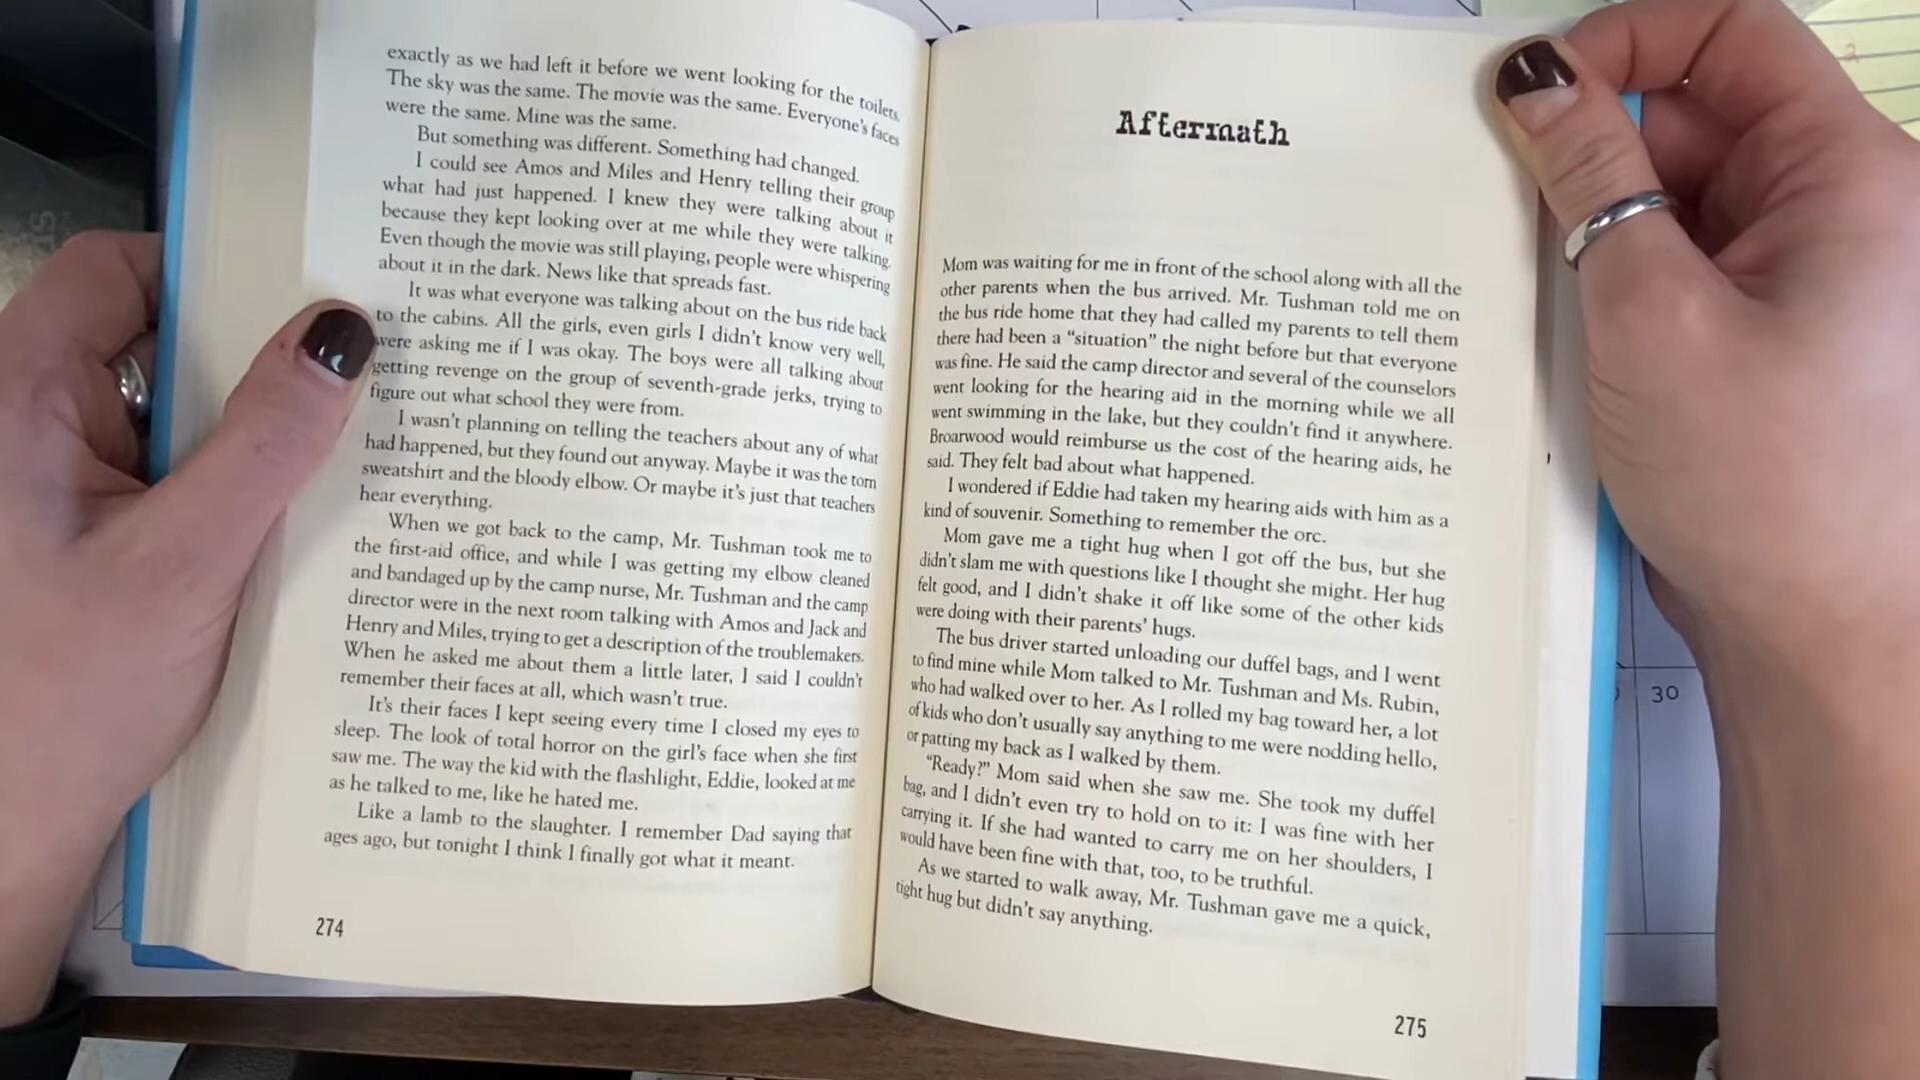 exactly as we had left it before we went looking for the toilets.
The sky was the same. The movie was the same. Everyone's faces
were the same. Mine was the same.
But something was different. Something had changed.
I could see Amos and Miles and Henry telling their group
what had just happened. I knew they were talking about it
because they kept looking over at me while they were talking.
Even though the movie was still playing, people were whispering
about it in the dark. News like that spreads fast.
It was what everyone was talking about on the bus ride back
to the cabins. All the girls, even girls I didn't know very well,
were asking me if I was okay. The boys were all talking about
getting revenge on the group of seventh-grade jerks, trying to
figure out what school they were from.
I wasn't planning on telling the teachers about any of what
had happened, but they found out anyway. Maybe it was the torn
sweatshirt and the bloody elbow. Or maybe it's just that teachers
hear everything.
When we got back to the camp, Mr. Tushman took me to
the first-aid office, and while I was getting my elbow cleaned
and bandaged up by the camp nurse, Mr. Tushman and the camp
director were in the next room talking with Amos and Jack and
Henry and Miles, trying to get a description of the troublemakers.
When he asked me about them a little later, I said I couldn't
remember their faces at all, which wasn't true.
It's their faces I kept seeing every time I closed my eyes to
sleep. The look of total horror on the girl's face when she first
saw me. The way the kid with the flashlight, Eddie, looked at me
as he talked to me, like he hated me.
Like a lamb to the slaughter. I remember Dad saying that
ages ago, but tonight I think I finally got what it meant.
274
Aftermath
Mom was waiting for me in front of the school along with all the
other parents when the bus arrived. Mr. Tushman told me on
the bus ride home that they had called my parents to tell them
there had been a “situation” the night before but that everyone
was fine. He said the camp director and several of the counselors
went looking for the hearing aid in the morning while we all
went swimming in the lake, but they couldn't find it anywhere.
Broarwood would reimburse us the cost of the hearing aids, he
said. They felt bad about what happened.
I wondered if Eddie had taken my hearing aids with him as a
kind of souvenir. Something to remember the orc.
Mom gave me a tight hug when I got off the bus, but she
didn't slam me with questions like I thought she might. Her hug
felt good, and I didn't shake it off like some of the other kids
were doing with their parents' hugs.
The bus driver started unloading our duffel bags, and I went
to find mine while Mom talked to Mr. Tushman and Ms. Rubin,
who had walked over to her. As I rolled my bag toward her, a lot
of kids who don't usually say anything to me were nodding hello,
or patting my back as I walked by them.
“Ready?” Mom said when she saw me. She took my duffel
bag, and I didn't even try to hold on to it: I was fine with her
carrying it. If she had wanted to carry me on her shoulders, I
would have been fine with that, too, to be truthful.
As we started to walk away, Mr. Tushman gave me a quick,
tight hug but didn't say anything.
275
30
2